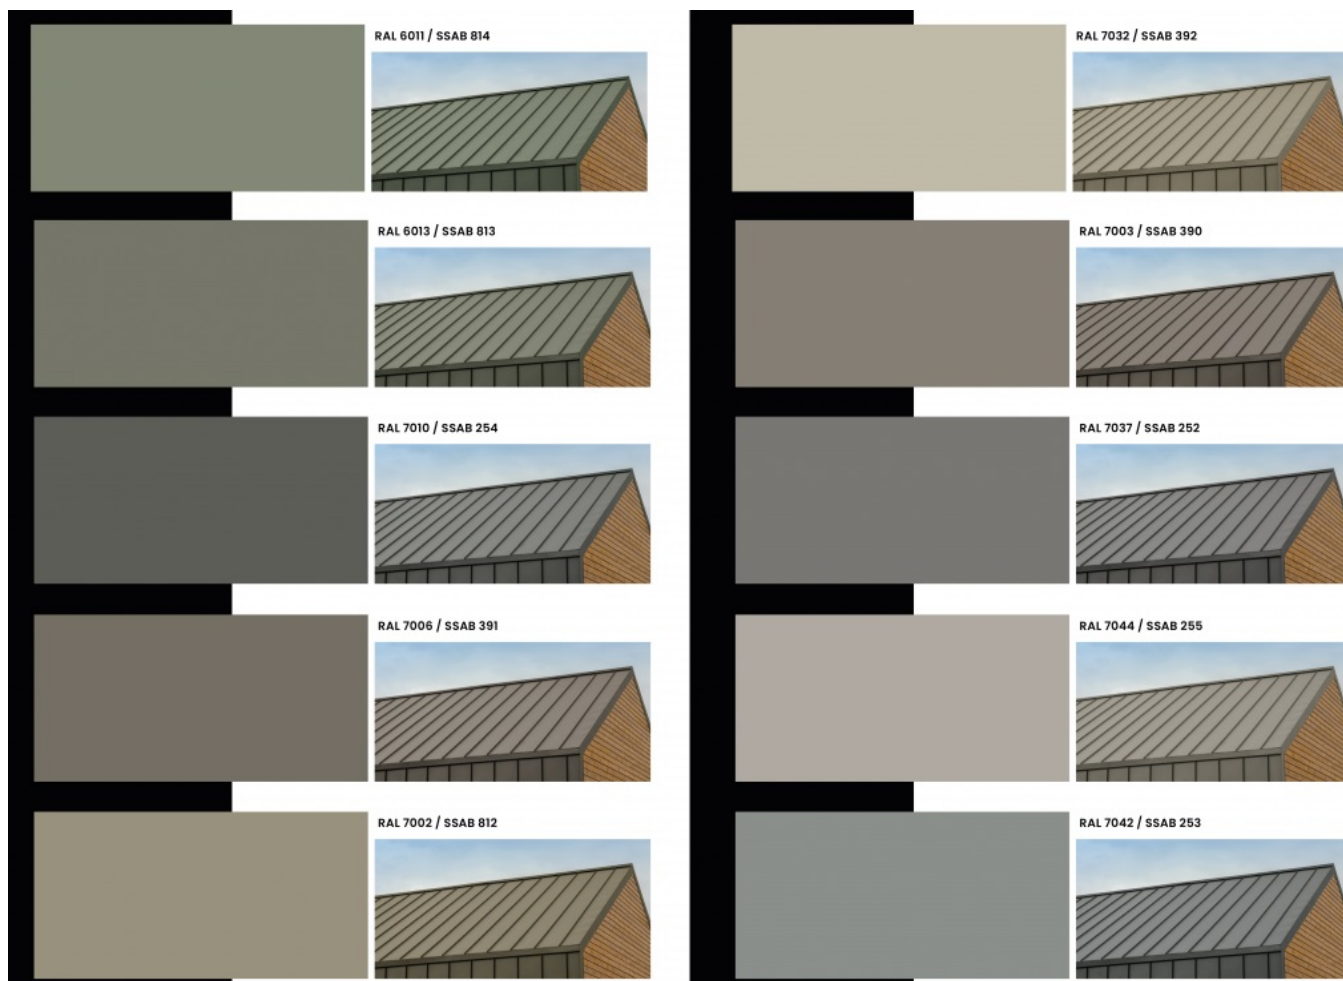 RAL 6011 / SSAB 814
RAL 7032 / SSAB 392
RAL 6013 / SSAB 813
RAL 7003 / SSAB 390
RAL 7010 / SSAB 254
RAL 7037 / SSAB 252
RAL 7006 / SSAB 391
RAL 7044 / SSAB 255
RAL 7002 / SSAB 812
RAL 7042 / SSAB 253